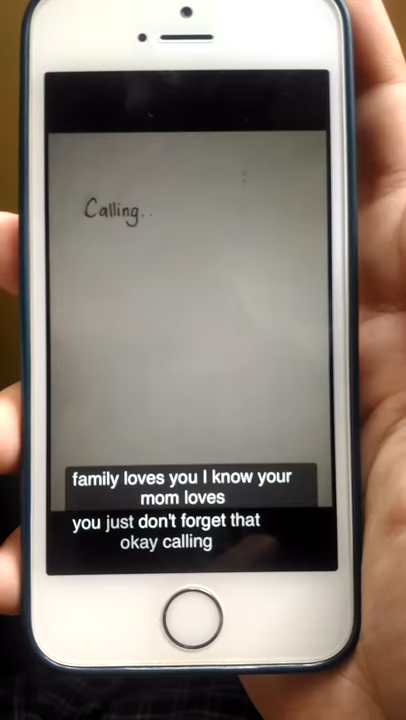 Calling..
family loves you I know your
mom loves
you just don't forget that
okay calling